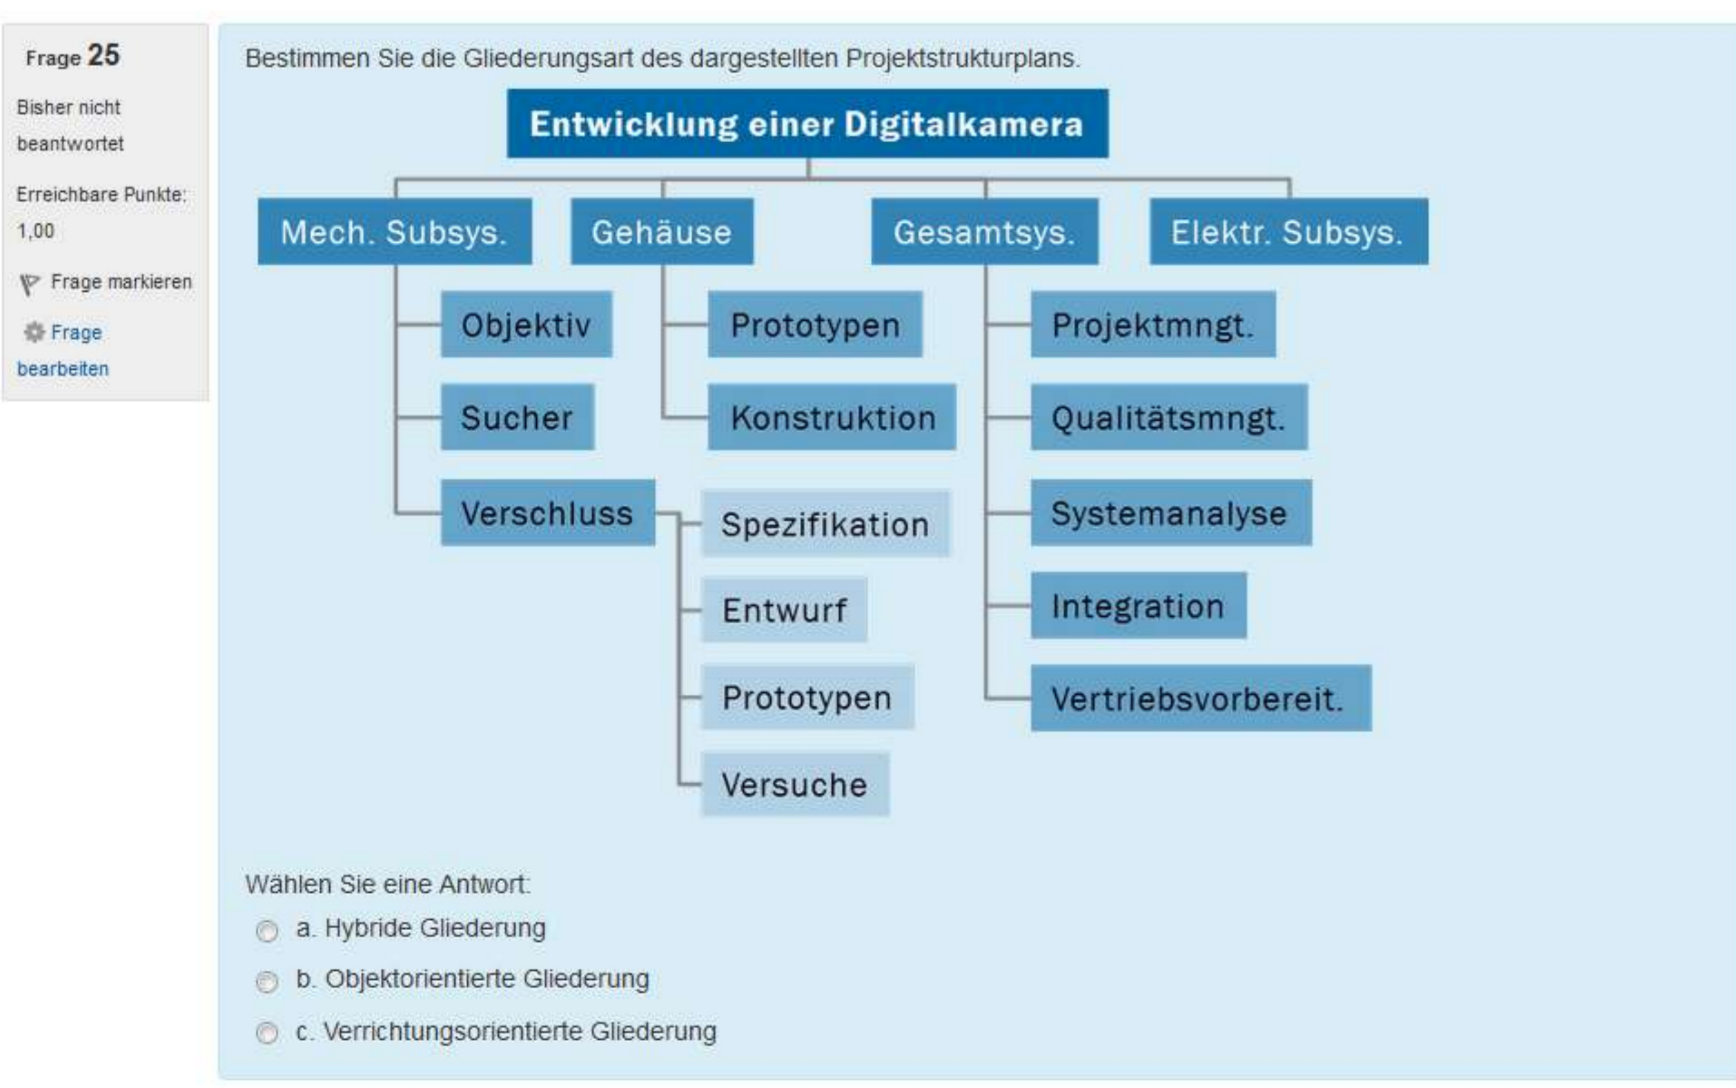 Frage 25
Bisher nicht
beantwortet
Erreichbare Punkte:
1,00
Frage markieren
Frage
bearbeiten
Bestimmen Sie die Gliederungsart des dargestellten Projektstrukturplans.
Entwicklung einer Digitalkamera
Mech. Subsys.
Gehäuse
Gesamtsys.
Elektr. Subsys.
Objektiv
Sucher
Verschluss
Spezifikation
Entwurf
Prototypen
Versuche
Prototypen
Konstruktion
Projektmngt.
Qualitätsmngt.
Systemanalyse
Integration
Vertriebsvorbereit.
Wählen Sie eine Antwort:
a. Hybride Gliederung
b. Objektorientierte Gliederung
c. Verrichtungsorientierte Gliederung